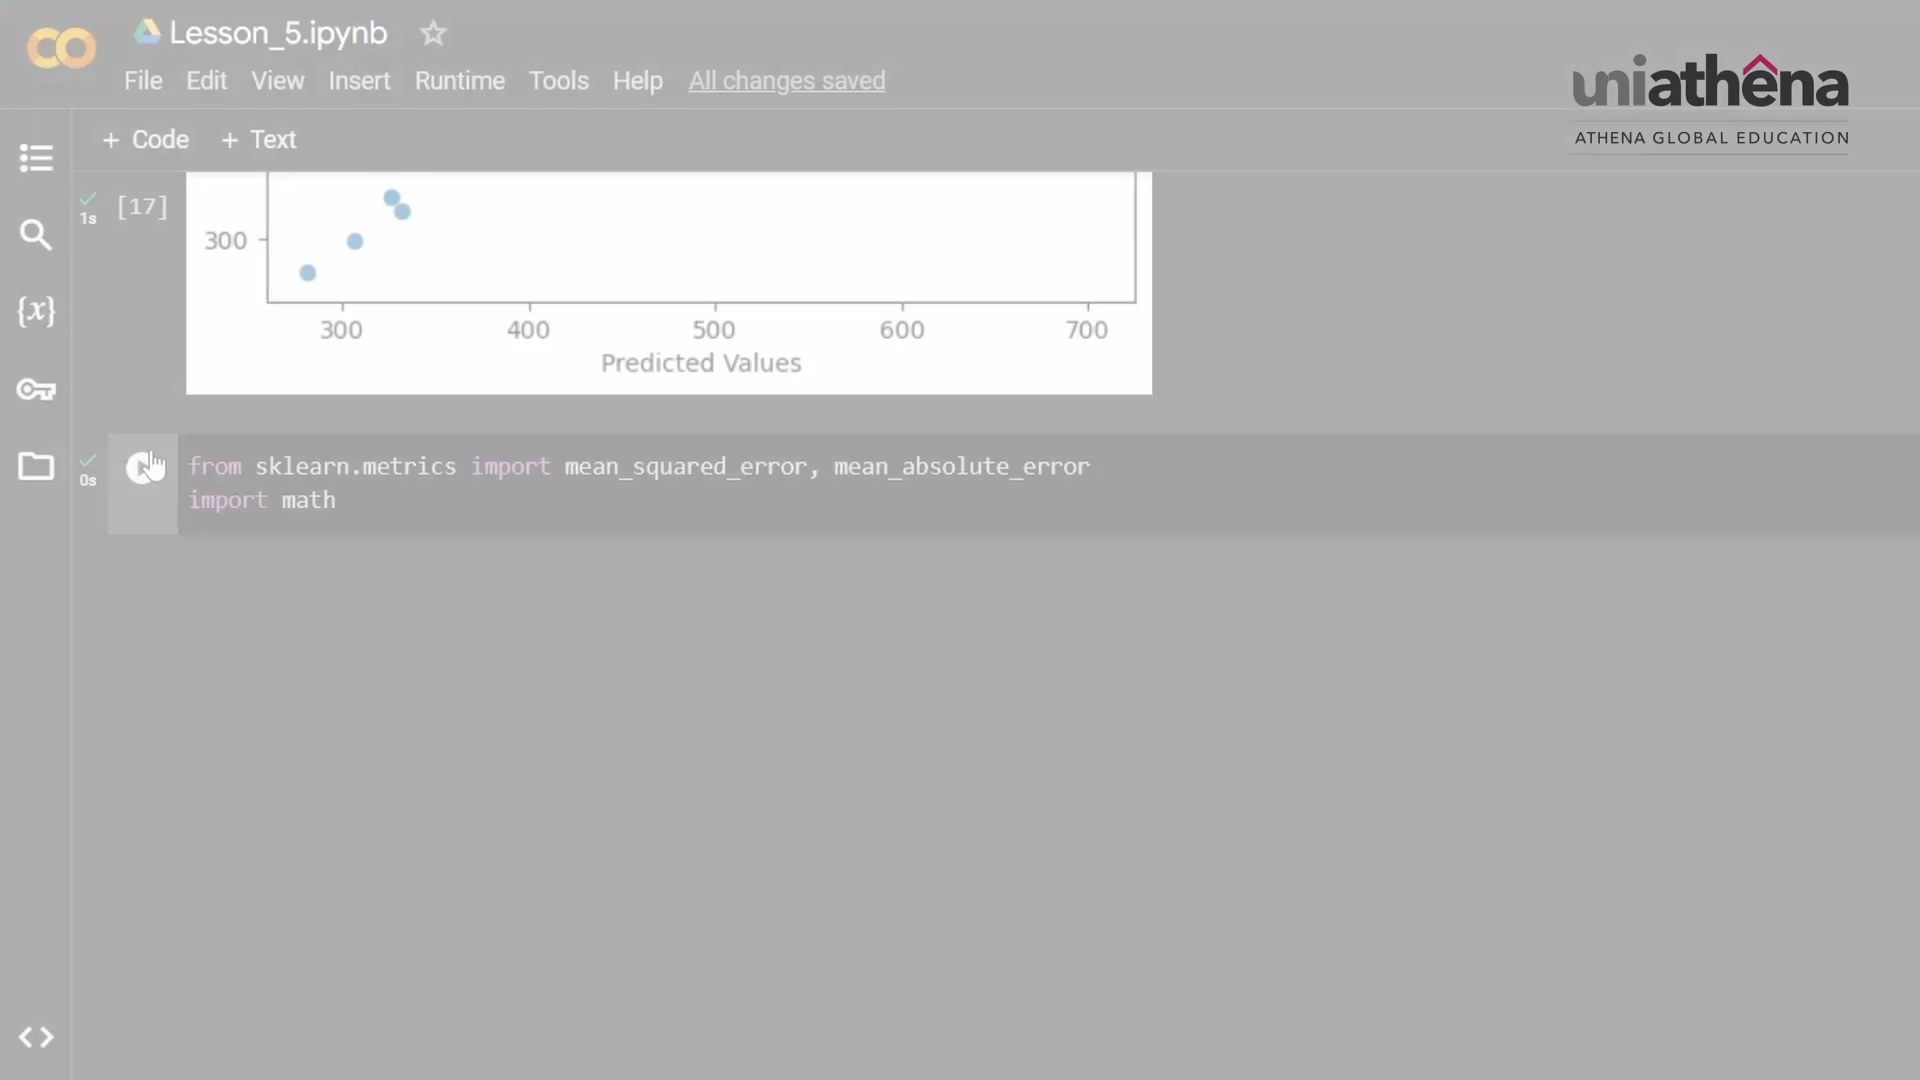 Lesson_5.ipynb
File Edit View Insert Runtime Tools Help All changes saved
uniathena
ATHENA GLOBAL EDUCATION
+ Code + Text
1s [17]
300
300 400 500 600 700
Predicted Values
{x}
0s
from sklearn.metrics import mean_squared_error, mean_absolute_error
import math